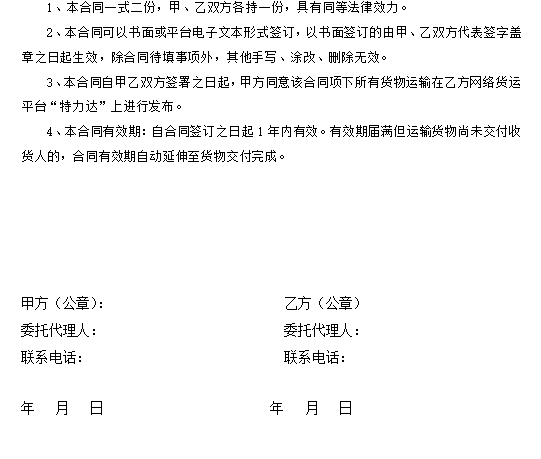 1、本合同一式二份，甲、乙双方各持一份，具有同等法律效力。
2、本合同可以书面或平台电子文本形式签订，以书面签订的由甲、乙双方代表签字盖
章之日起生效，除合同待填事项外，其他手写、涂改、删除无效。
3、本合同自甲乙双方签署之日起，甲方同意该合同项下所有货物运输在乙方网络货运
平台“特力达”上进行发布。
4、本合同有效期：自合同签订之日起 1 年内有效。有效期届满但运输货物尚未交付收
货人的，合同有效期自动延伸至货物交付完成。
甲方（公章）： 乙方（公章）
委托代理人： 委托代理人：
联系电话： 联系电话：
年 月 日 年 月 日